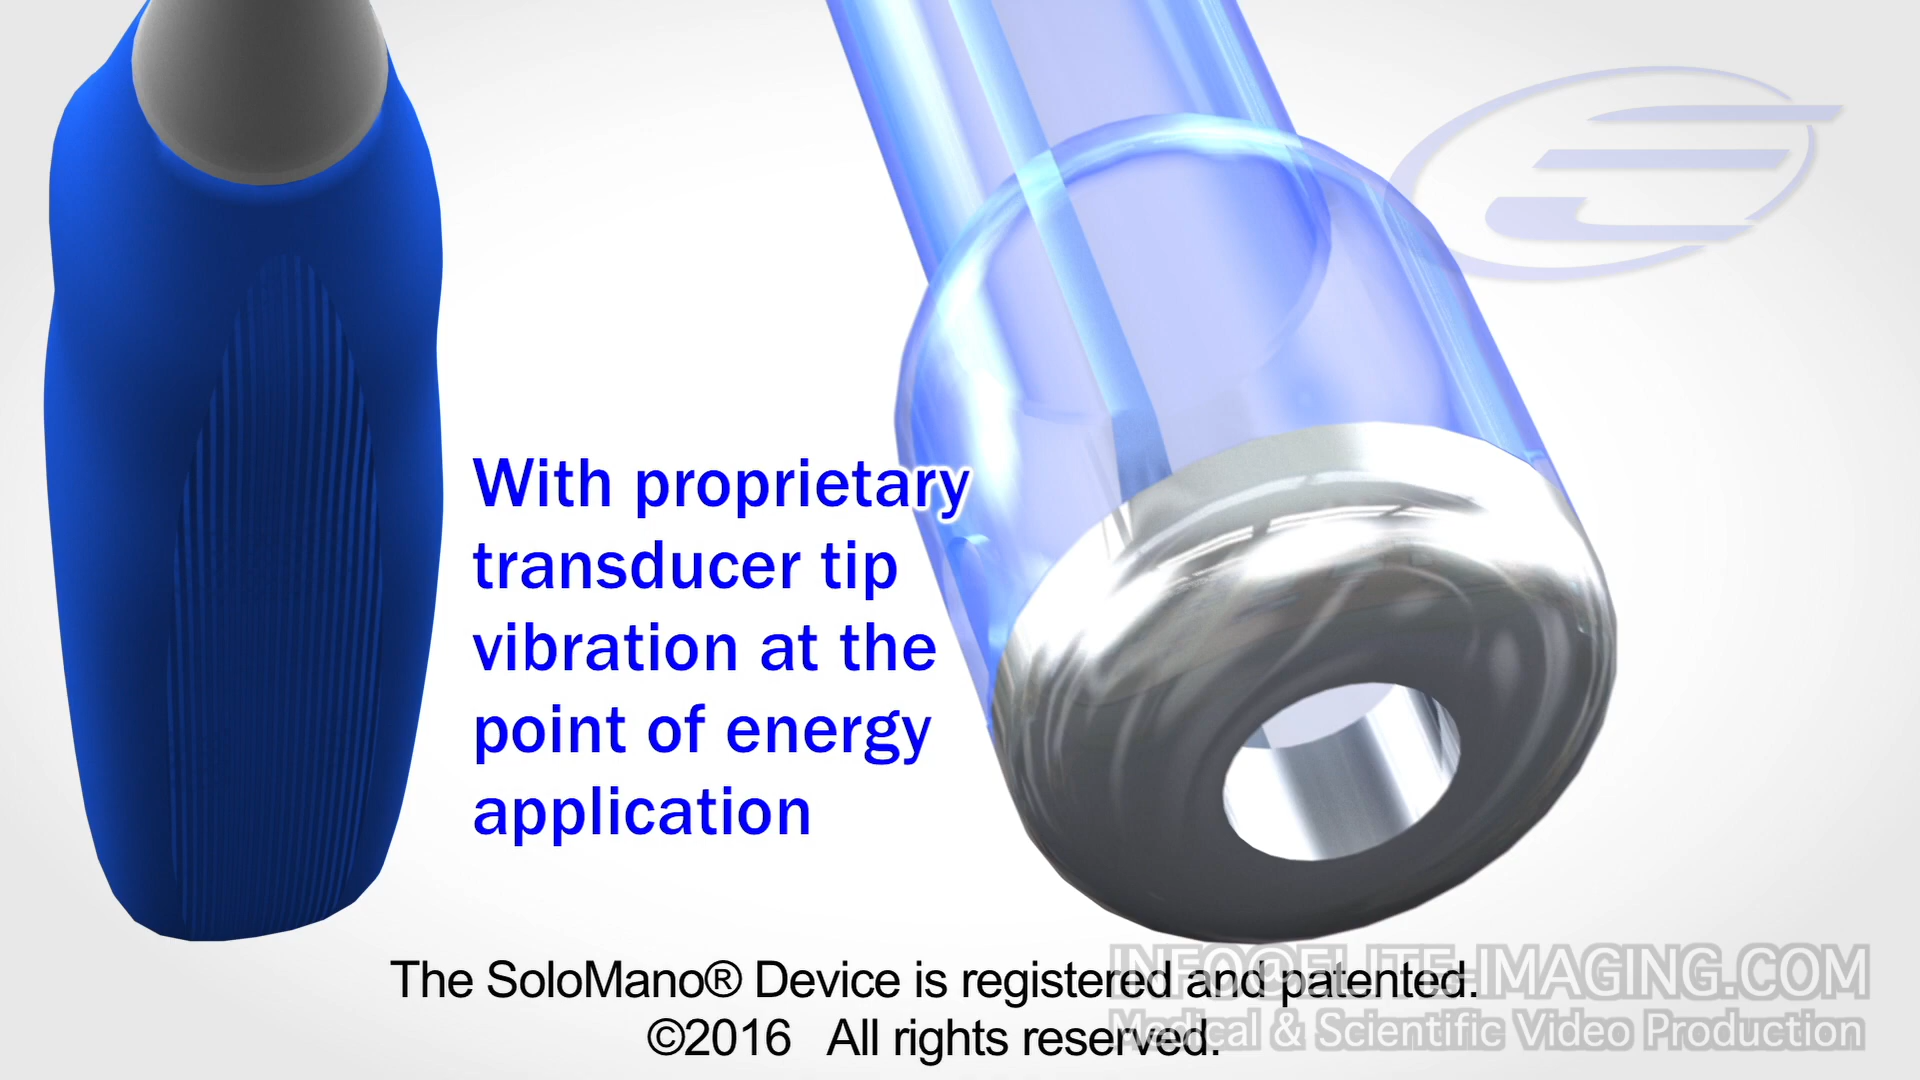 With proprietary
transducer tip
vibration at the
point of energy
application
The SoloMano® Device is registered and patented.
©2016 All rights reserved.
INFO@ELITE-IMAGING.COM
Medical & Scientific Video Production